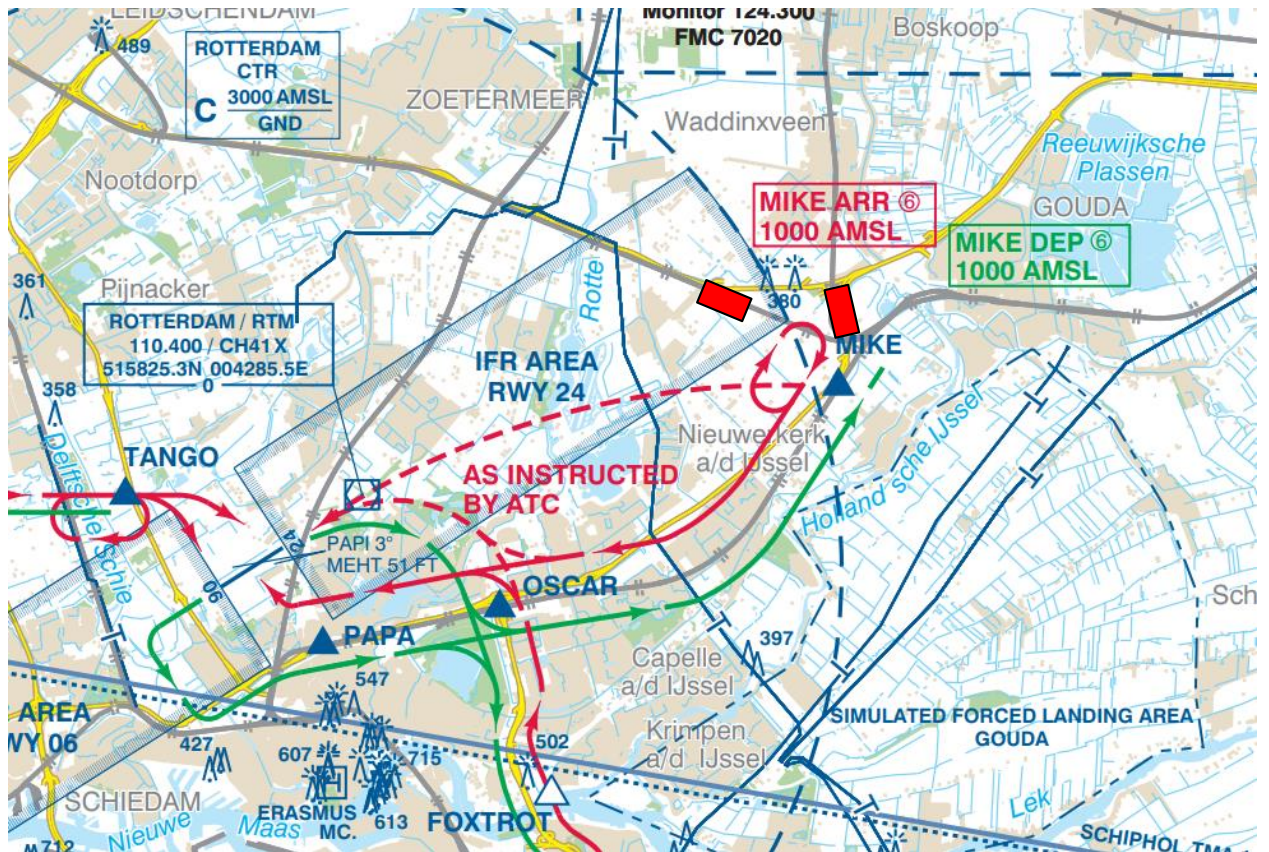 LEIDSCHENDAM
489
ROTTERDAM
CTR
C 3000 AMSL
GND
Monitor 124.300
FMC 7020
Boskoop
ZOETERMEER
Waddinxveen
Reeuwijksche
Plassen
Nootdorp
MIKE ARR ⑥
1000 AMSL
GOUDA
MIKE DEP ⑥
1000 AMSL
361
Pijnacker
Rotte
380
ROTTERDAM / RTM
110.400 / CH41 X
515825.3N 004285.5E
0
MIKE
IFR AREA
RWY 24
358
Delftsche Schie
TANGO
Nieuwerkerk
a/d IJssel
Hollandsche IJssel
AS INSTRUCTED
BY ATC
24
PAPI 3°
MEHT 51 FT
06
OSCAR
Sch
PAPA
397
Capelle
a/d IJssel
547
AREA
WY 06
SIMULATED FORCED LANDING AREA
GOUDA
Krimpen
a/d IJssel
427
607
715
502
SCHIEDAM
ERASMUS
MC.
613
FOXTROT
Lek
Nieuwe Maas
712
SCHIPHOL TMA